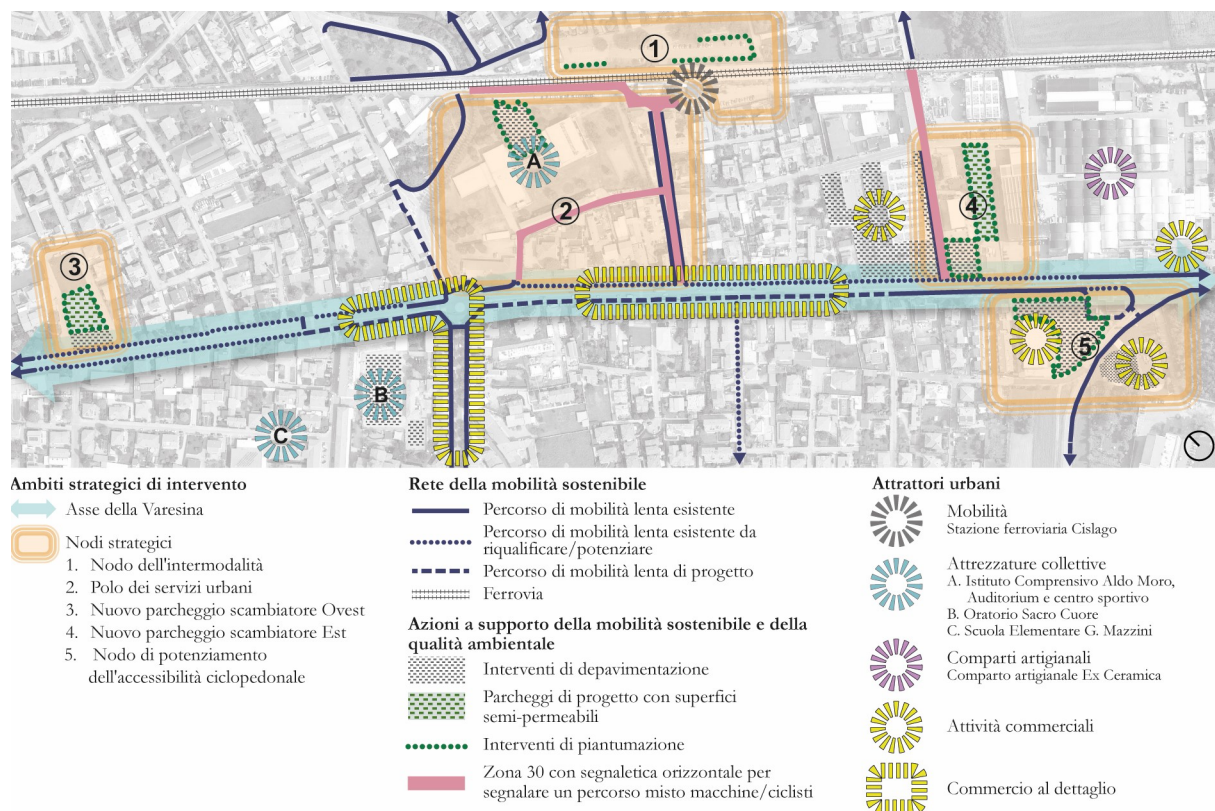 1
A
2
3
4
5
B
C
Ambiti strategici di intervento
Asse della Varesina
Nodi strategici
1. Nodo dell'intermodalità
2. Polo dei servizi urbani
3. Nuovo parcheggio scambiatore Ovest
4. Nuovo parcheggio scambiatore Est
5. Nodo di potenziamento
dell'accessibilità ciclopedonale
Rete della mobilità sostenibile
Percorso di mobilità lenta esistente
Percorso di mobilità lenta esistente da
riqualificare/potenziare
Percorso di mobilità lenta di progetto
Ferrovia
Azioni a supporto della mobilità sostenibile e della
qualità ambientale
Interventi di depavimentazione
Parcheggi di progetto con superfici
semi-permeabili
Interventi di piantumazione
Zona 30 con segnaletica orizzontale per
segnalare un percorso misto macchine/ciclisti
Attrattori urbani
Mobilità
Stazione ferroviaria Cislago
Attrezzature collettive
A. Istituto Comprensivo Aldo Moro,
Auditorium e centro sportivo
B. Oratorio Sacro Cuore
C. Scuola Elementare G. Mazzini
Comparti artigianali
Comparto artigianale Ex Ceramica
Attività commerciali
Commercio al dettaglio